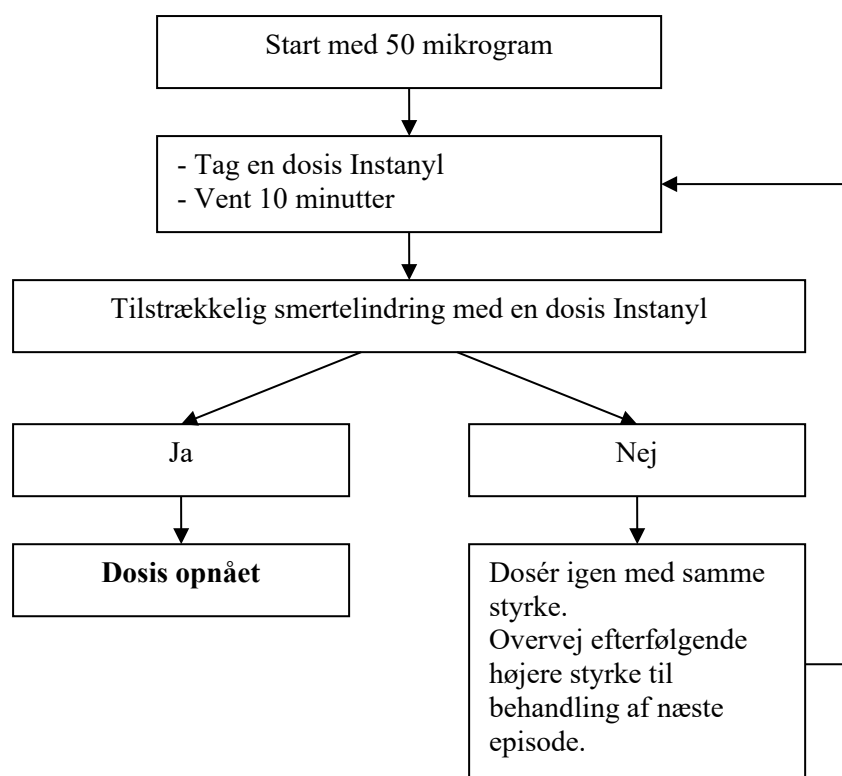 Start med 50 mikrogram
- Tag en dosis Instanyl
- Vent 10 minutter
Tilstrækkelig smertelindring med en dosis Instanyl
Ja
Nej
Dosis opnået
Dosér igen med samme
styrke.
Overvej efterfølgende
højere styrke til
behandling af næste
episode.